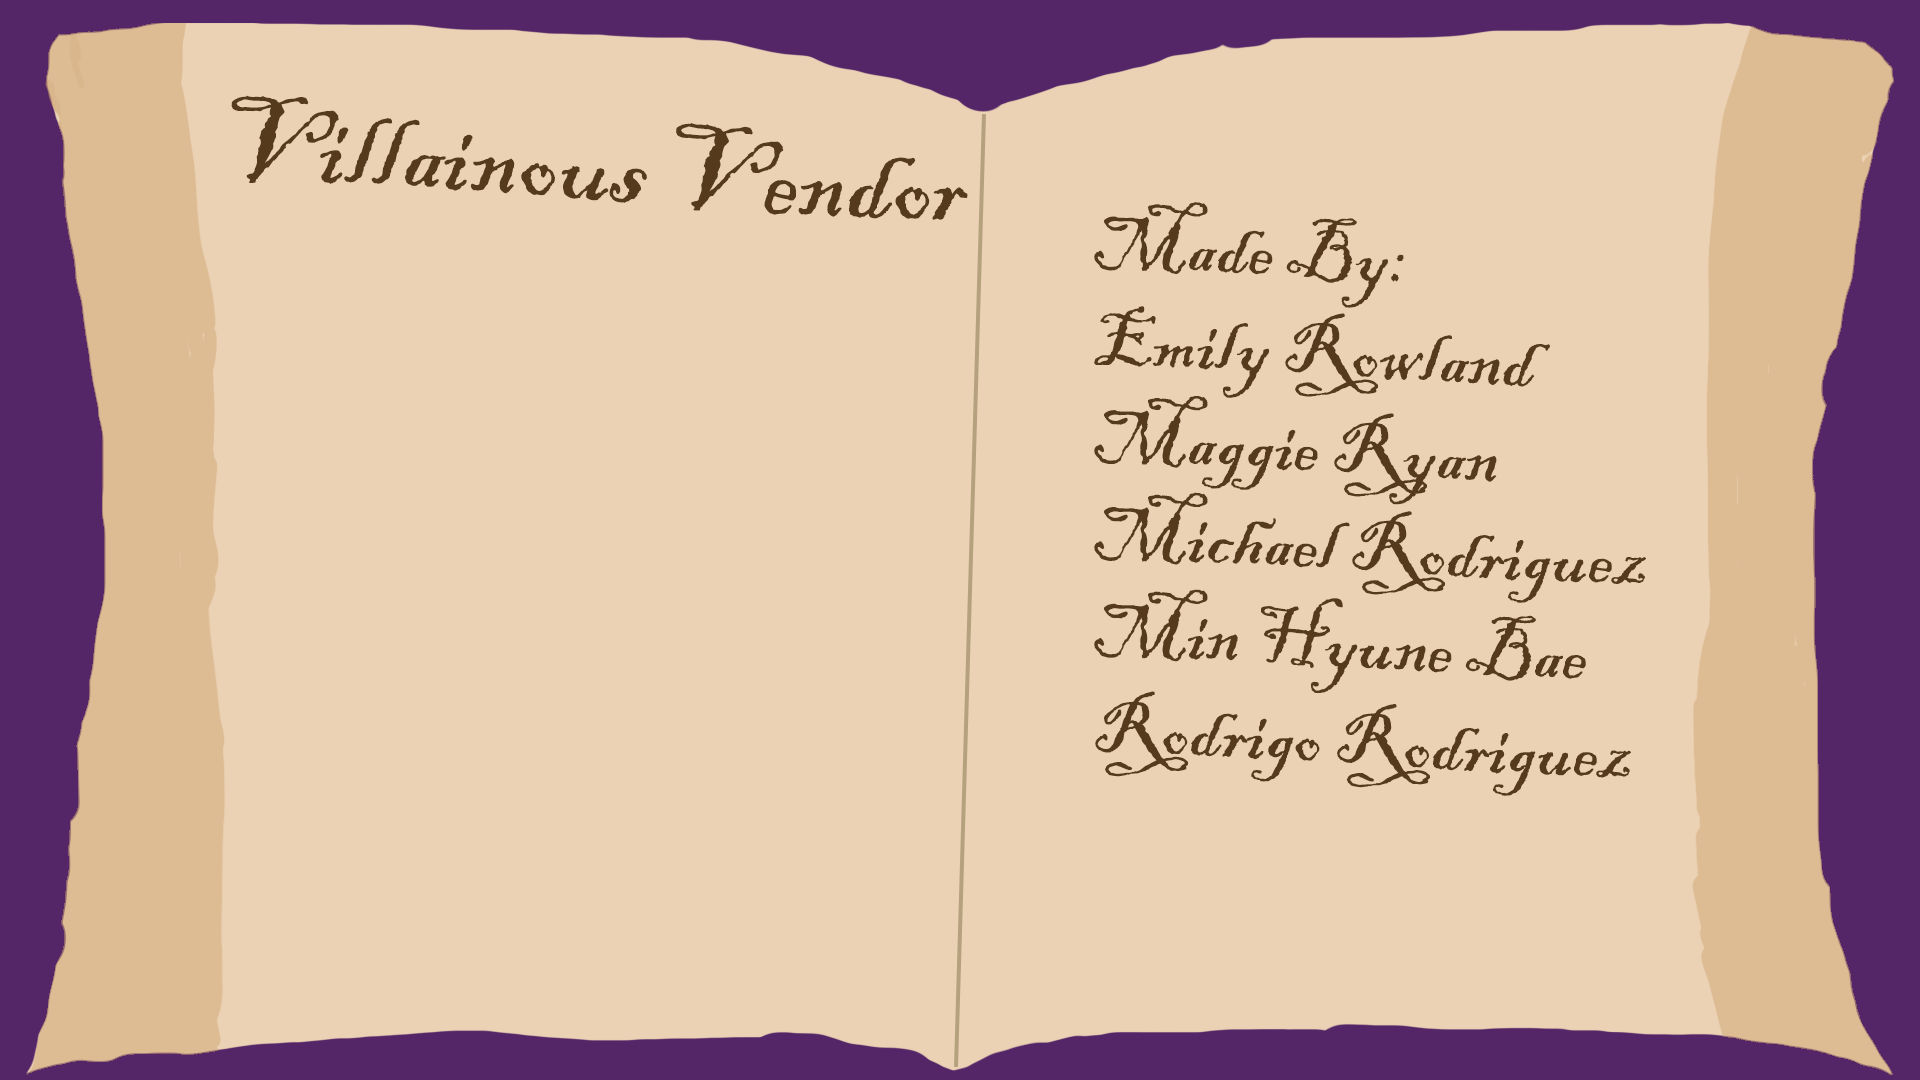 Villainous Vendor
Made By:
Emily Rowland
Maggie Ryan
Michael Rodriguez
Min Hyune Bae
Rodrigo Rodriguez